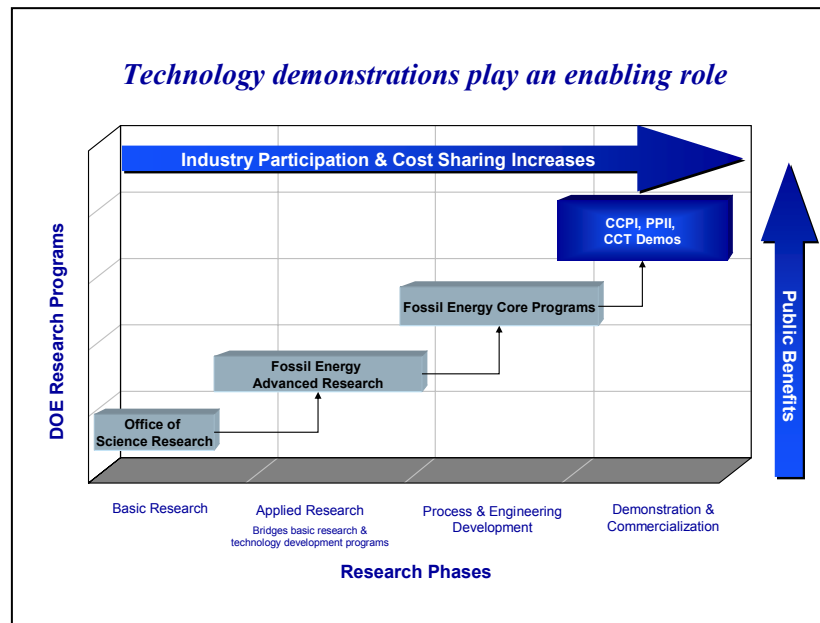 Technology demonstrations play an enabling role
Industry Participation & Cost Sharing Increases
CCPI, PPII,
CCT Demos
Fossil Energy Core Programs
Fossil Energy
Advanced Research
Office of
Science Research
DOE Research Programs
Public Benefits
Basic Research
Applied Research
Bridges basic research &
technology development programs
Process & Engineering
Development
Demonstration &
Commercialization
Research Phases